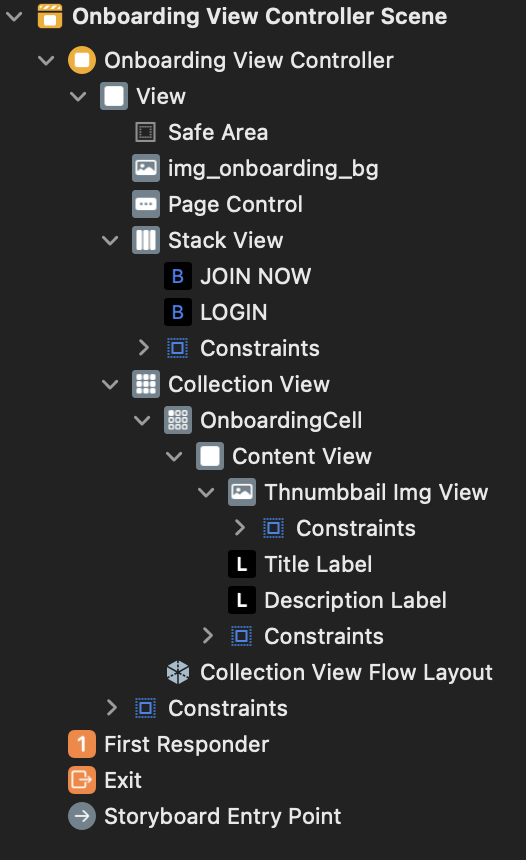 Onboarding View Controller Scene
Onboarding View Controller
View
Safe Area
img_onboarding_bg
Page Control
Stack View
B JOIN NOW
B LOGIN
Constraints
Collection View
OnboardingCell
Content View
Thnumbbail Img View
Constraints
L Title Label
L Description Label
Constraints
Collection View Flow Layout
Constraints
1 First Responder
Exit
Storyboard Entry Point